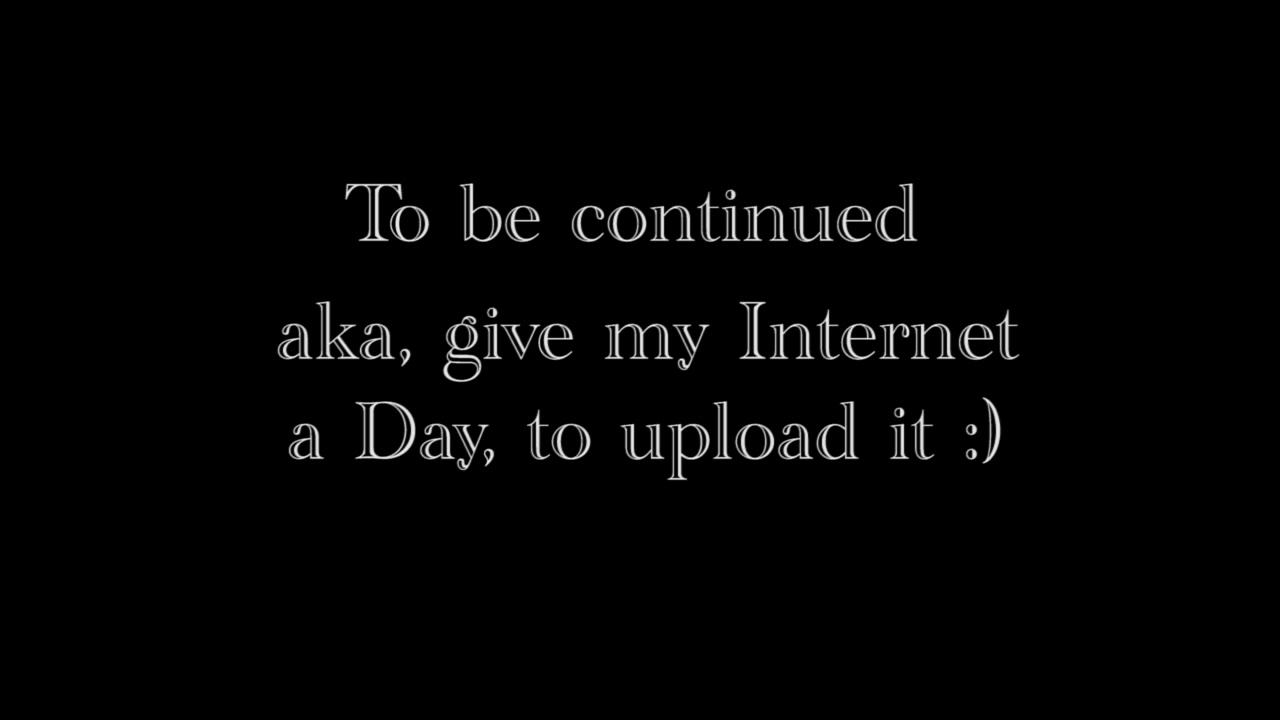 To be continued
aka, give my Internet
a Day, to upload it :)